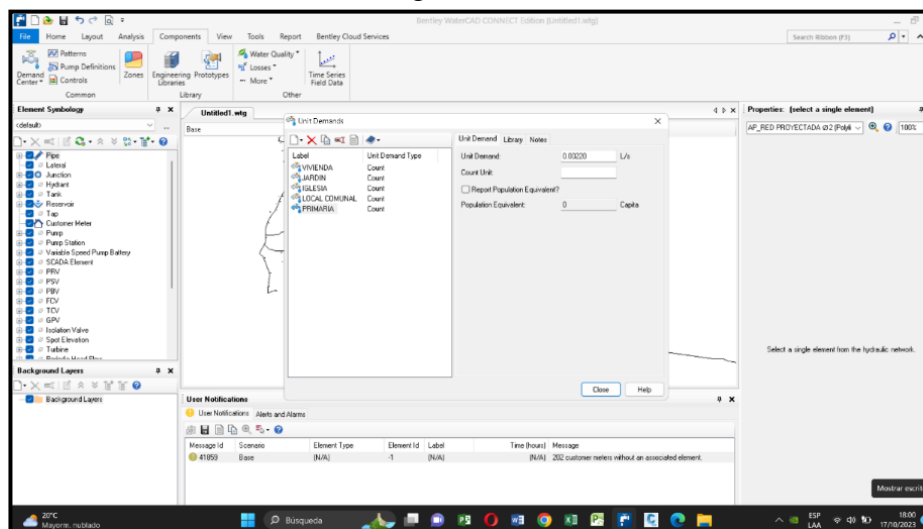 Bentley WaterCAD CONNECT Edition [Untitled1.wtg]
File Home Layout Analysis Components View Tools Report Bentley Cloud Services
Search Ribbon (F3)
Demand Center
Patterns
Pump Definitions
Controls
Zones
Common
Engineering Libraries
Prototypes
Library
Water Quality
Losses
More
Time Series Field Data
Other
Element Symbology
<default>
Pipe
Lateral
Junction
Hydrant
Tank
Reservoir
Tap
Customer Meter
Pump
Pump Station
Variable Speed Pump Battery
SCADA Element
PRV
PSV
PBV
FCV
TCV
GPV
Isolation Valve
Spot Elevation
Turbine
Background Layers
Background Layers
Untitled1.wtg
Base
Unit Demands
Label Unit Demand Type
VIVIENDA Count
JARDIN Count
IGLESIA Count
LOCAL COMUNAL Count
PRIMARIA Count
Unit Demand Library Notes
Unit Demand: 0.00220 L/s
Count Unit:
Report Population Equivalent?
Population Equivalent: 0 Capita
Close Help
User Notifications
User Notifications Alerts and Alarms
Message Id Scenario Element Type Element Id Label Time (hours) Message
41859 Base (N/A) -1 (N/A) (N/A) 202 customer meters without an associated element.
Properties: (select a single element)
100%
Select a single element from the hydraulic network.
Mostrar escrit
20°C
Mayorm. nublado
Búsqueda
ESP
LAA
18:00
17/10/2023